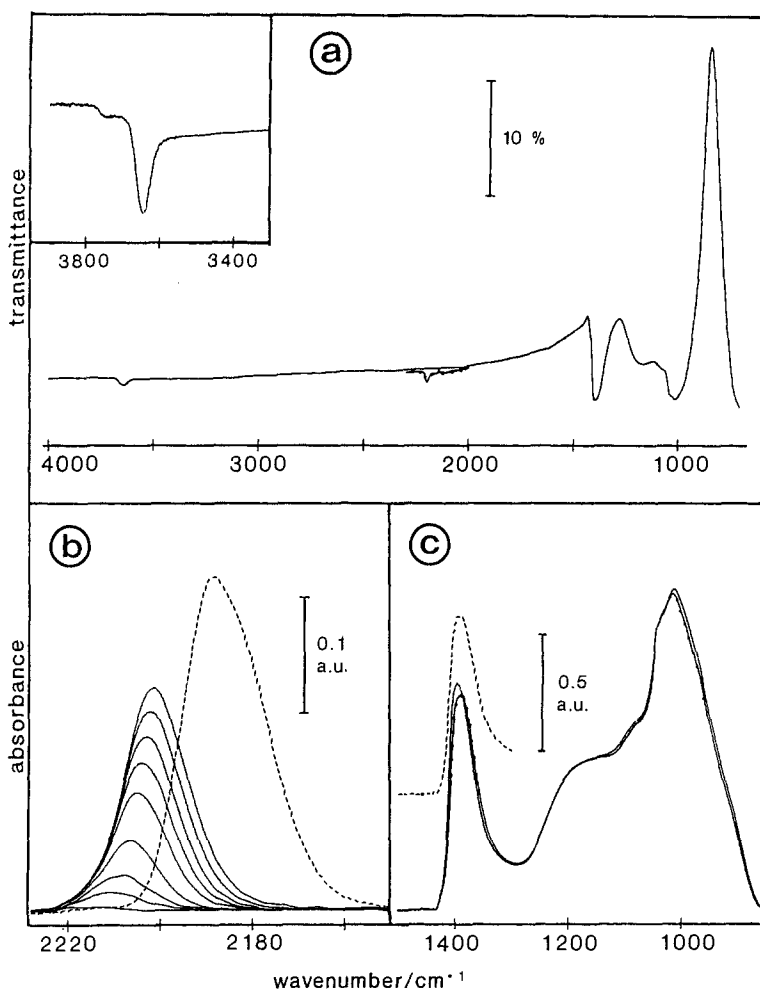 a
10 %
3800 3400
transmittance
4000 3000 2000 1000
b
c
0.1
a.u.
0.5
a.u.
absorbance
2220 2180
1400 1200 1000
wavenumber/cm⁻¹